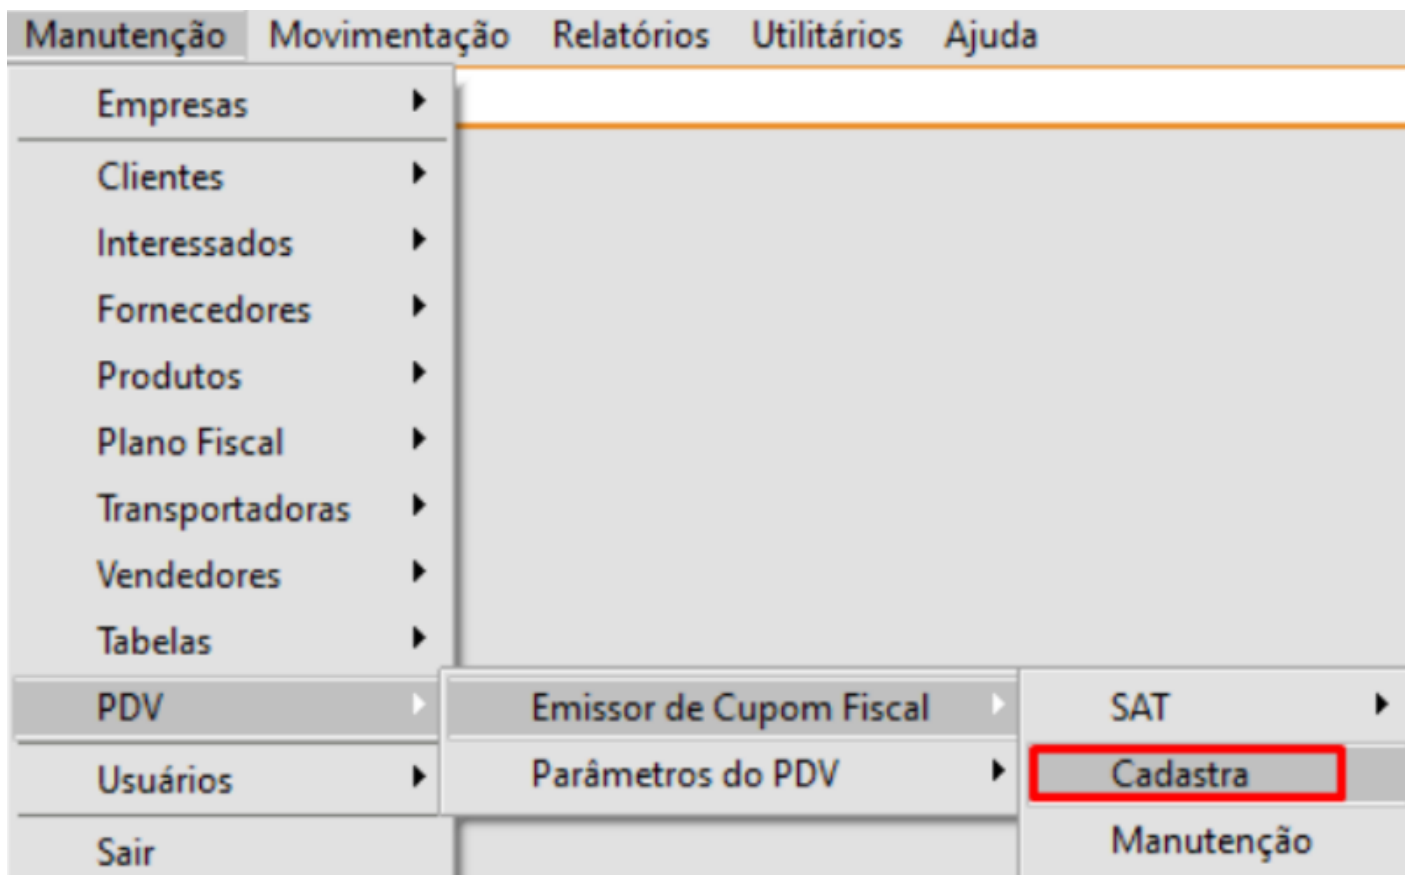 Manutenção Movimentação Relatórios Utilitários Ajuda
Empresas
Clientes
Interessados
Fornecedores
Produtos
Plano Fiscal
Transportadoras
Vendedores
Tabelas
PDV Emissor de Cupom Fiscal SAT
Usuários Parâmetros do PDV Cadastra
Sair Manutenção